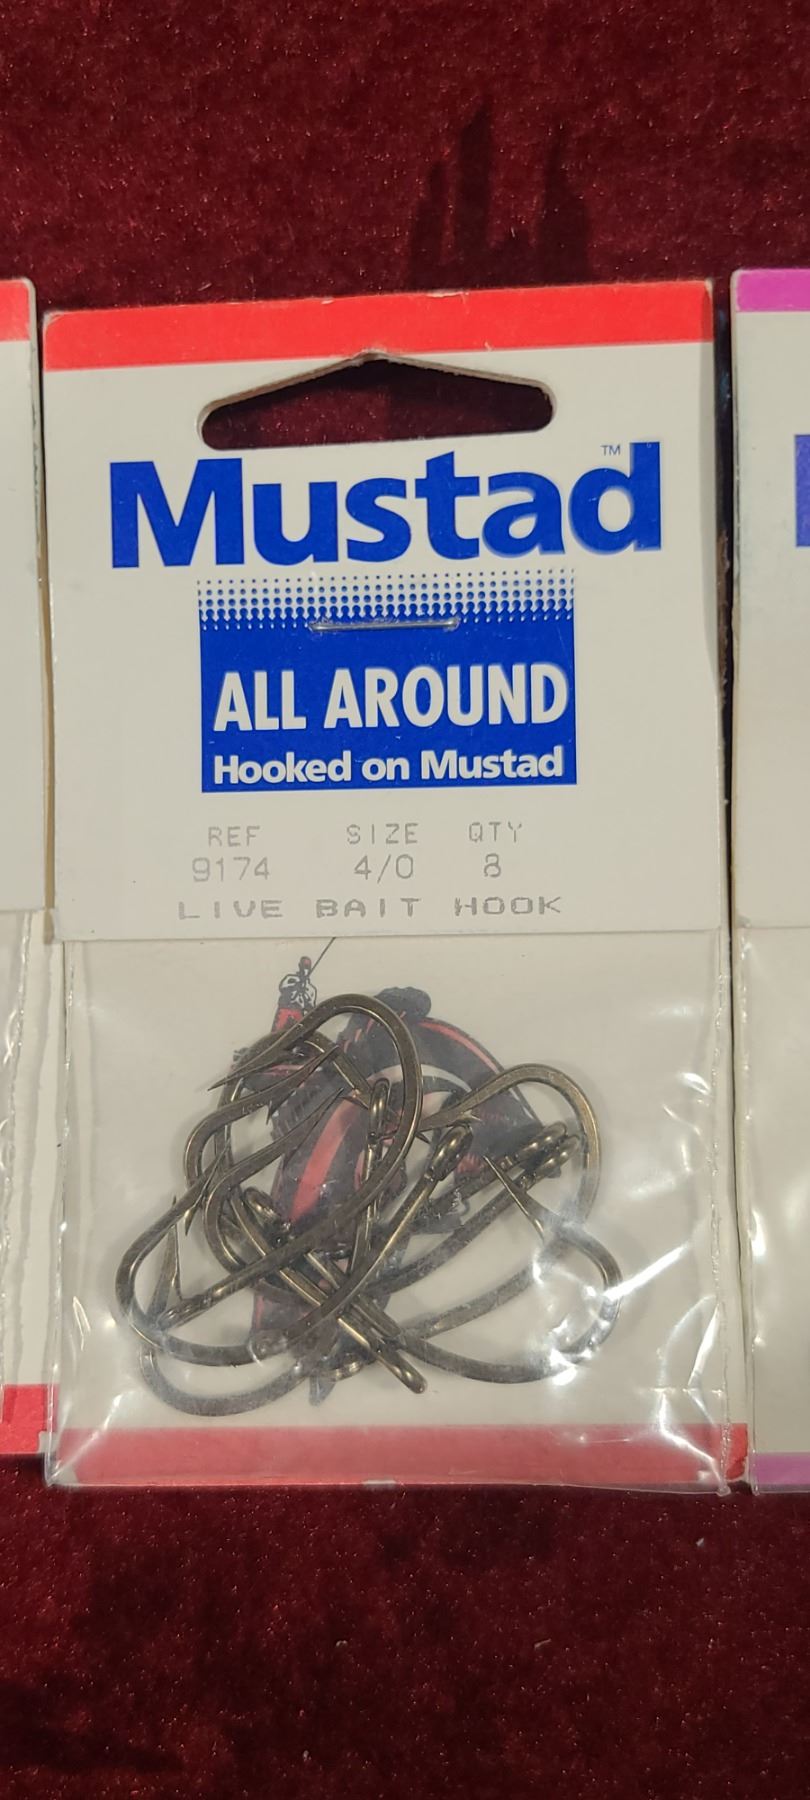 Mustad™
ALL AROUND
Hooked on Mustad
REF SIZE QTY
9174 4/0 8
LIVE BAIT HOOK